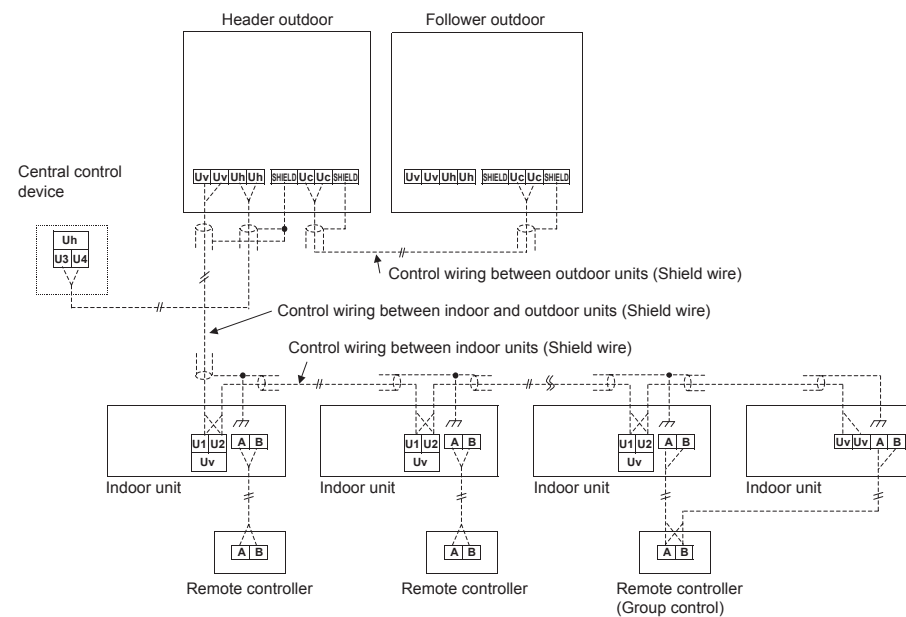 Header outdoor
Follower outdoor
Uv Uv Uh Uh SHIELD Uc Uc SHIELD
Uv Uv Uh Uh SHIELD Uc Uc SHIELD
Central control
device
Uh
U3 U4
Control wiring between outdoor units (Shield wire)
Control wiring between indoor and outdoor units (Shield wire)
Control wiring between indoor units (Shield wire)
U1 U2 A B
Uv
U1 U2 A B
Uv
U1 U2 A B
Uv
Uv Uv A B
Indoor unit
Indoor unit
Indoor unit
Indoor unit
A B
A B
A B
Remote controller
Remote controller
Remote controller
(Group control)